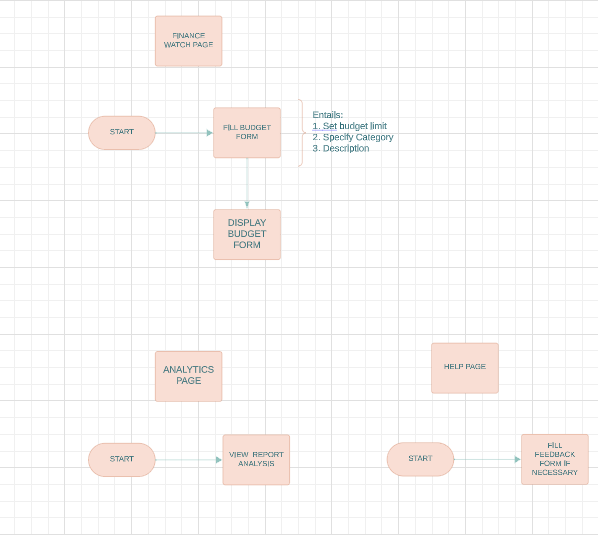 FINANCE
WATCH PAGE
START
FILL BUDGET
FORM
Entails:
1. Set budget limit
2. Specify Category
3. Description
DISPLAY
BUDGET
FORM
ANALYTICS
PAGE
HELP PAGE
START
VIEW REPORT
ANALYSIS
START
FILL
FEEDBACK
FORM IF
NECESSARY